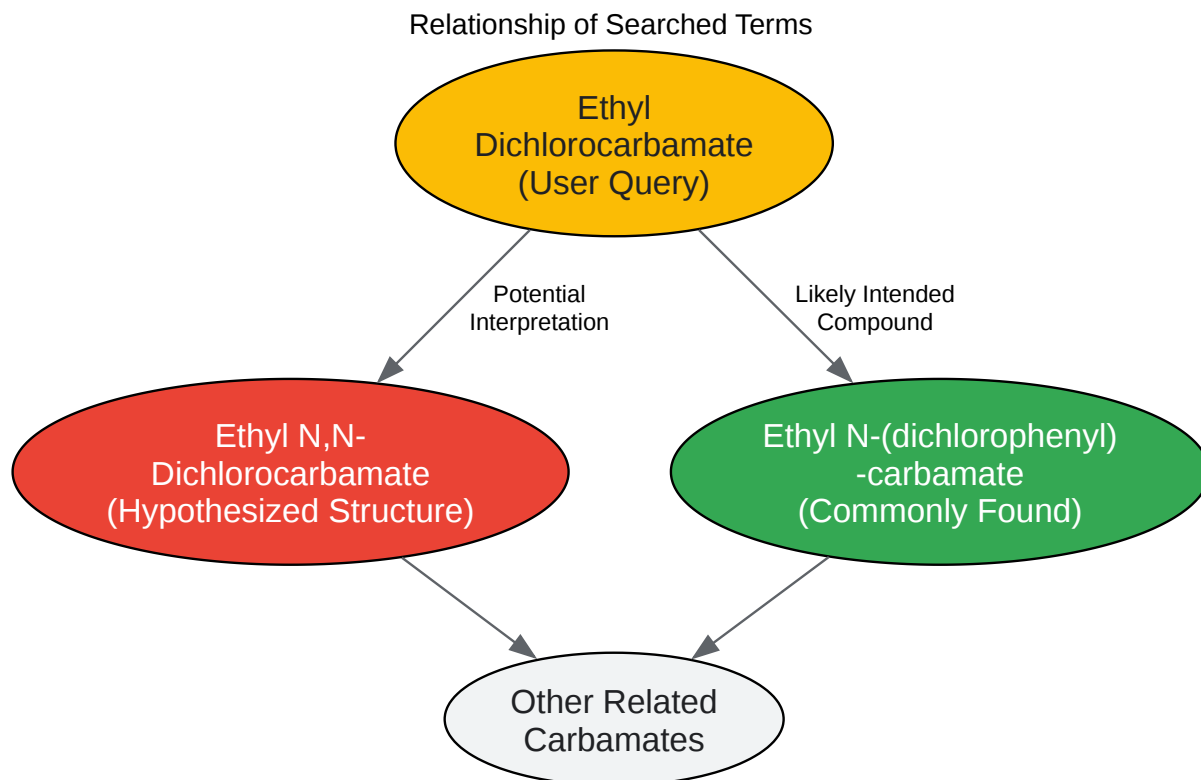 Relationship of Searched Terms
Ethyl
Dichlorocarbamate
(User Query)
Potential
Interpretation
Likely Intended
Compound
Ethyl N,N-
Dichlorocarbamate
(Hypothesized Structure)
Ethyl N-(dichlorophenyl)
-carbamate
(Commonly Found)
Other Related
Carbamates